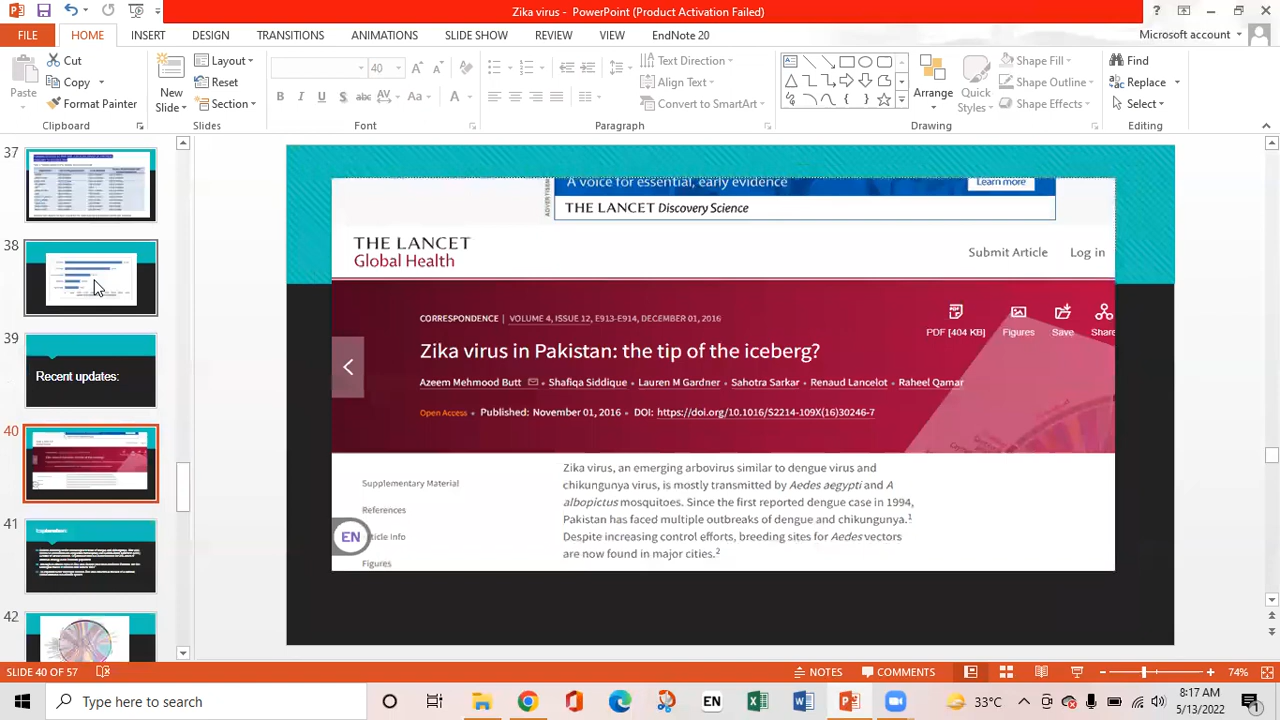 Zika virus - PowerPoint (Product Activation Failed)
FILE HOME INSERT DESIGN TRANSITIONS ANIMATIONS SLIDE SHOW REVIEW VIEW EndNote 20 Microsoft account
Paste
Cut
Copy
Format Painter
Clipboard
New
Slide
Layout
Reset
Section
Slides
40
Font
Text Direction
Align Text
Convert to SmartArt
Paragraph
Arrange
Quick
Styles
Shape Fill
Shape Outline
Shape Effects
Drawing
Find
Replace
Select
Editing
37
38
39
Recent updates:
40
41
42
A voice for essential, early evidence
Learn more
THE LANCET Discovery Science
THE LANCET
Global Health
Submit Article Log in
CORRESPONDENCE | VOLUME 4, ISSUE 12, E913-E914, DECEMBER 01, 2016
PDF [404 KB] Figures Save Share
Zika virus in Pakistan: the tip of the iceberg?
Azeem Mehmood Butt • Shafiqa Siddique • Lauren M Gardner • Sahotra Sarkar • Renaud Lancelot • Raheel Qamar
Open Access • Published: November 01, 2016 • DOI: https://doi.org/10.1016/S2214-109X(16)30246-7
Supplementary Material
References
Figures
Zika virus, an emerging arbovirus similar to dengue virus and
chikungunya virus, is mostly transmitted by Aedes aegypti and A
albopictus mosquitoes. Since the first reported dengue case in 1994,
Pakistan has faced multiple outbreaks of dengue and chikungunya.1
Despite increasing control efforts, breeding sites for Aedes vectors
are now found in major cities.2
EN
SLIDE 40 OF 57 NOTES COMMENTS 74%
Type here to search
EN
33°C
8:17 AM
5/13/2022